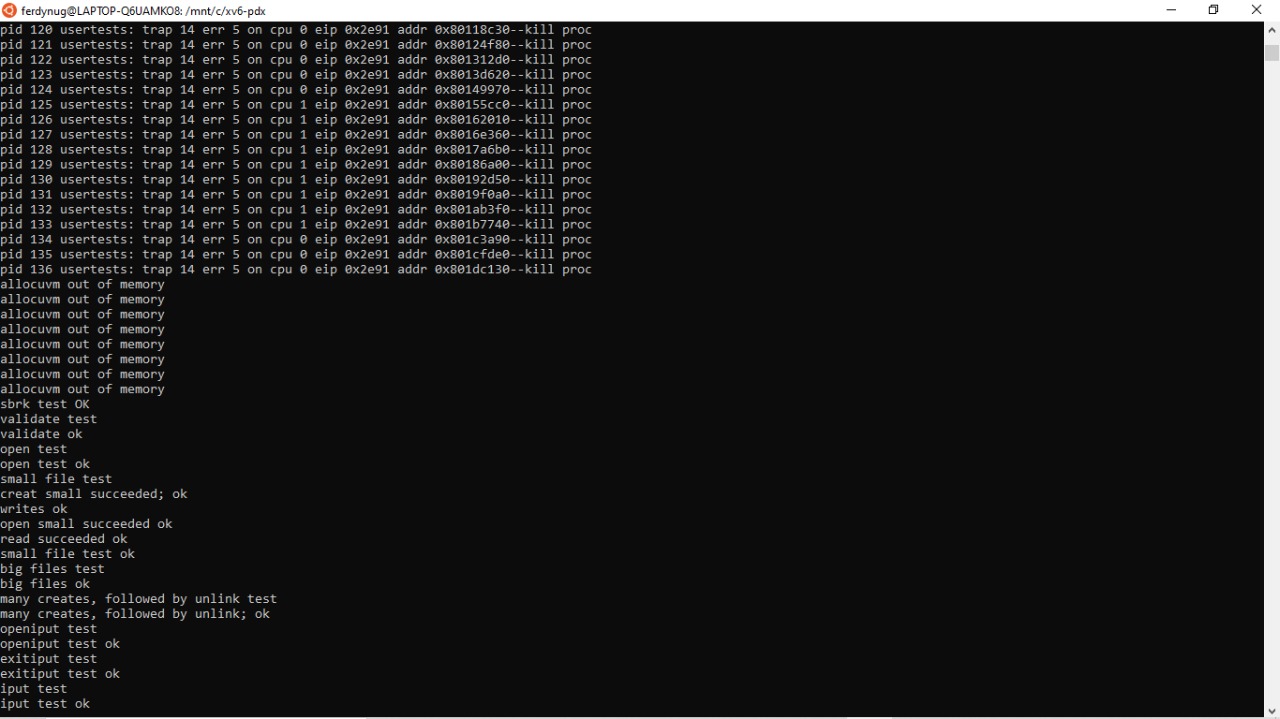 ferdynug@LAPTOP-Q6UAMKO8: /mnt/c/xv6-pdx
pid 120 usertests: trap 14 err 5 on cpu 0 eip 0x2e91 addr 0x80118c30--kill proc
pid 121 usertests: trap 14 err 5 on cpu 0 eip 0x2e91 addr 0x80124f80--kill proc
pid 122 usertests: trap 14 err 5 on cpu 0 eip 0x2e91 addr 0x801312d0--kill proc
pid 123 usertests: trap 14 err 5 on cpu 0 eip 0x2e91 addr 0x8013d620--kill proc
pid 124 usertests: trap 14 err 5 on cpu 0 eip 0x2e91 addr 0x80149970--kill proc
pid 125 usertests: trap 14 err 5 on cpu 1 eip 0x2e91 addr 0x80155cc0--kill proc
pid 126 usertests: trap 14 err 5 on cpu 1 eip 0x2e91 addr 0x80162010--kill proc
pid 127 usertests: trap 14 err 5 on cpu 1 eip 0x2e91 addr 0x8016e360--kill proc
pid 128 usertests: trap 14 err 5 on cpu 1 eip 0x2e91 addr 0x8017a6b0--kill proc
pid 129 usertests: trap 14 err 5 on cpu 1 eip 0x2e91 addr 0x80186a00--kill proc
pid 130 usertests: trap 14 err 5 on cpu 1 eip 0x2e91 addr 0x80192d50--kill proc
pid 131 usertests: trap 14 err 5 on cpu 1 eip 0x2e91 addr 0x8019f0a0--kill proc
pid 132 usertests: trap 14 err 5 on cpu 1 eip 0x2e91 addr 0x801ab3f0--kill proc
pid 133 usertests: trap 14 err 5 on cpu 1 eip 0x2e91 addr 0x801b7740--kill proc
pid 134 usertests: trap 14 err 5 on cpu 0 eip 0x2e91 addr 0x801c3a90--kill proc
pid 135 usertests: trap 14 err 5 on cpu 0 eip 0x2e91 addr 0x801cfde0--kill proc
pid 136 usertests: trap 14 err 5 on cpu 0 eip 0x2e91 addr 0x801dc130--kill proc
allocuvm out of memory
allocuvm out of memory
allocuvm out of memory
allocuvm out of memory
allocuvm out of memory
allocuvm out of memory
allocuvm out of memory
allocuvm out of memory
sbrk test OK
validate test
validate ok
open test
open test ok
small file test
creat small succeeded; ok
writes ok
open small succeeded ok
read succeeded ok
small file test ok
big files test
big files ok
many creates, followed by unlink test
many creates, followed by unlink; ok
openiput test
openiput test ok
exitiput test
exitiput test ok
iput test
iput test ok